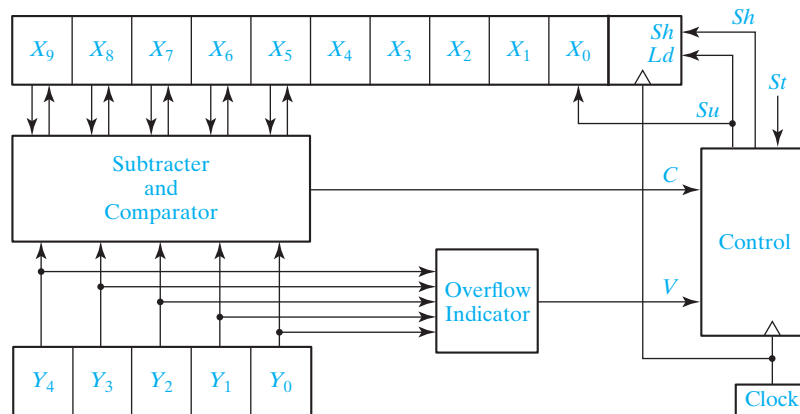 X₉ X₈ X₇ X₆ X₅ X₄ X₃ X₂ X₁ X₀
Sh
Ld
Sh
St
Su
Subtracter
and
Comparator
C
Control
Overflow
Indicator
V
Y₄ Y₃ Y₂ Y₁ Y₀
Clock